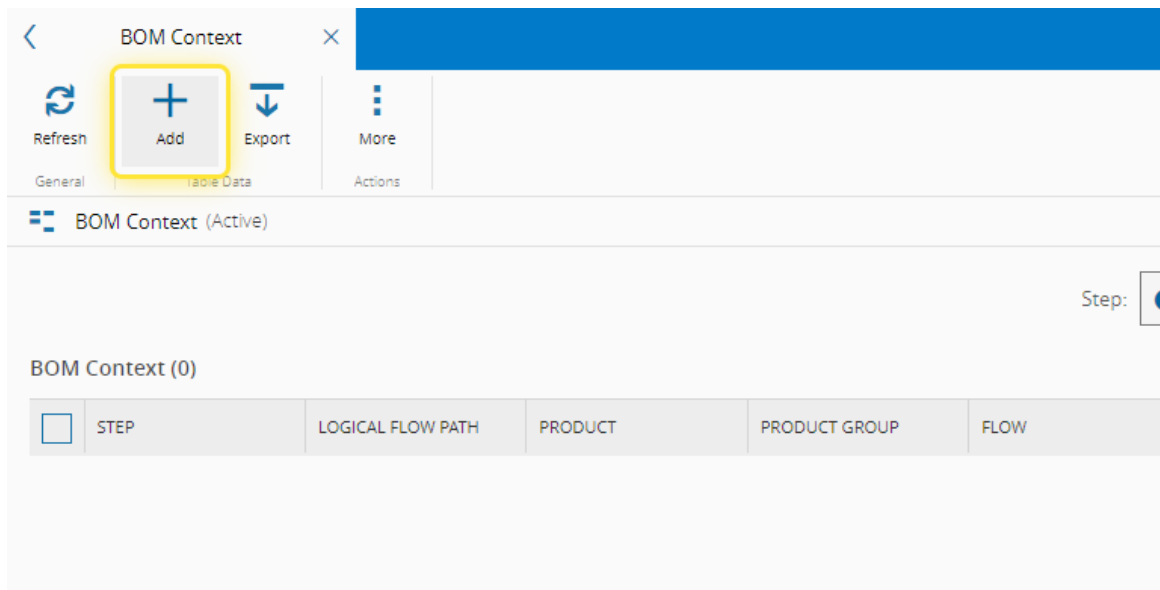 BOM Context
Refresh Add Export More
General Table Data Actions
BOM Context (Active)
Step:
BOM Context (0)
STEP LOGICAL FLOW PATH PRODUCT PRODUCT GROUP FLOW